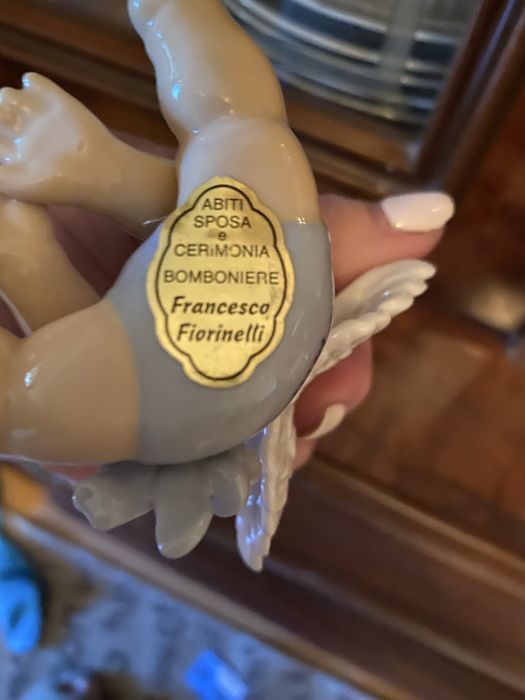 ABITI
SPOSA
e
CERIMONIA
BOMBONIERE
Francesco
Fiorinelli